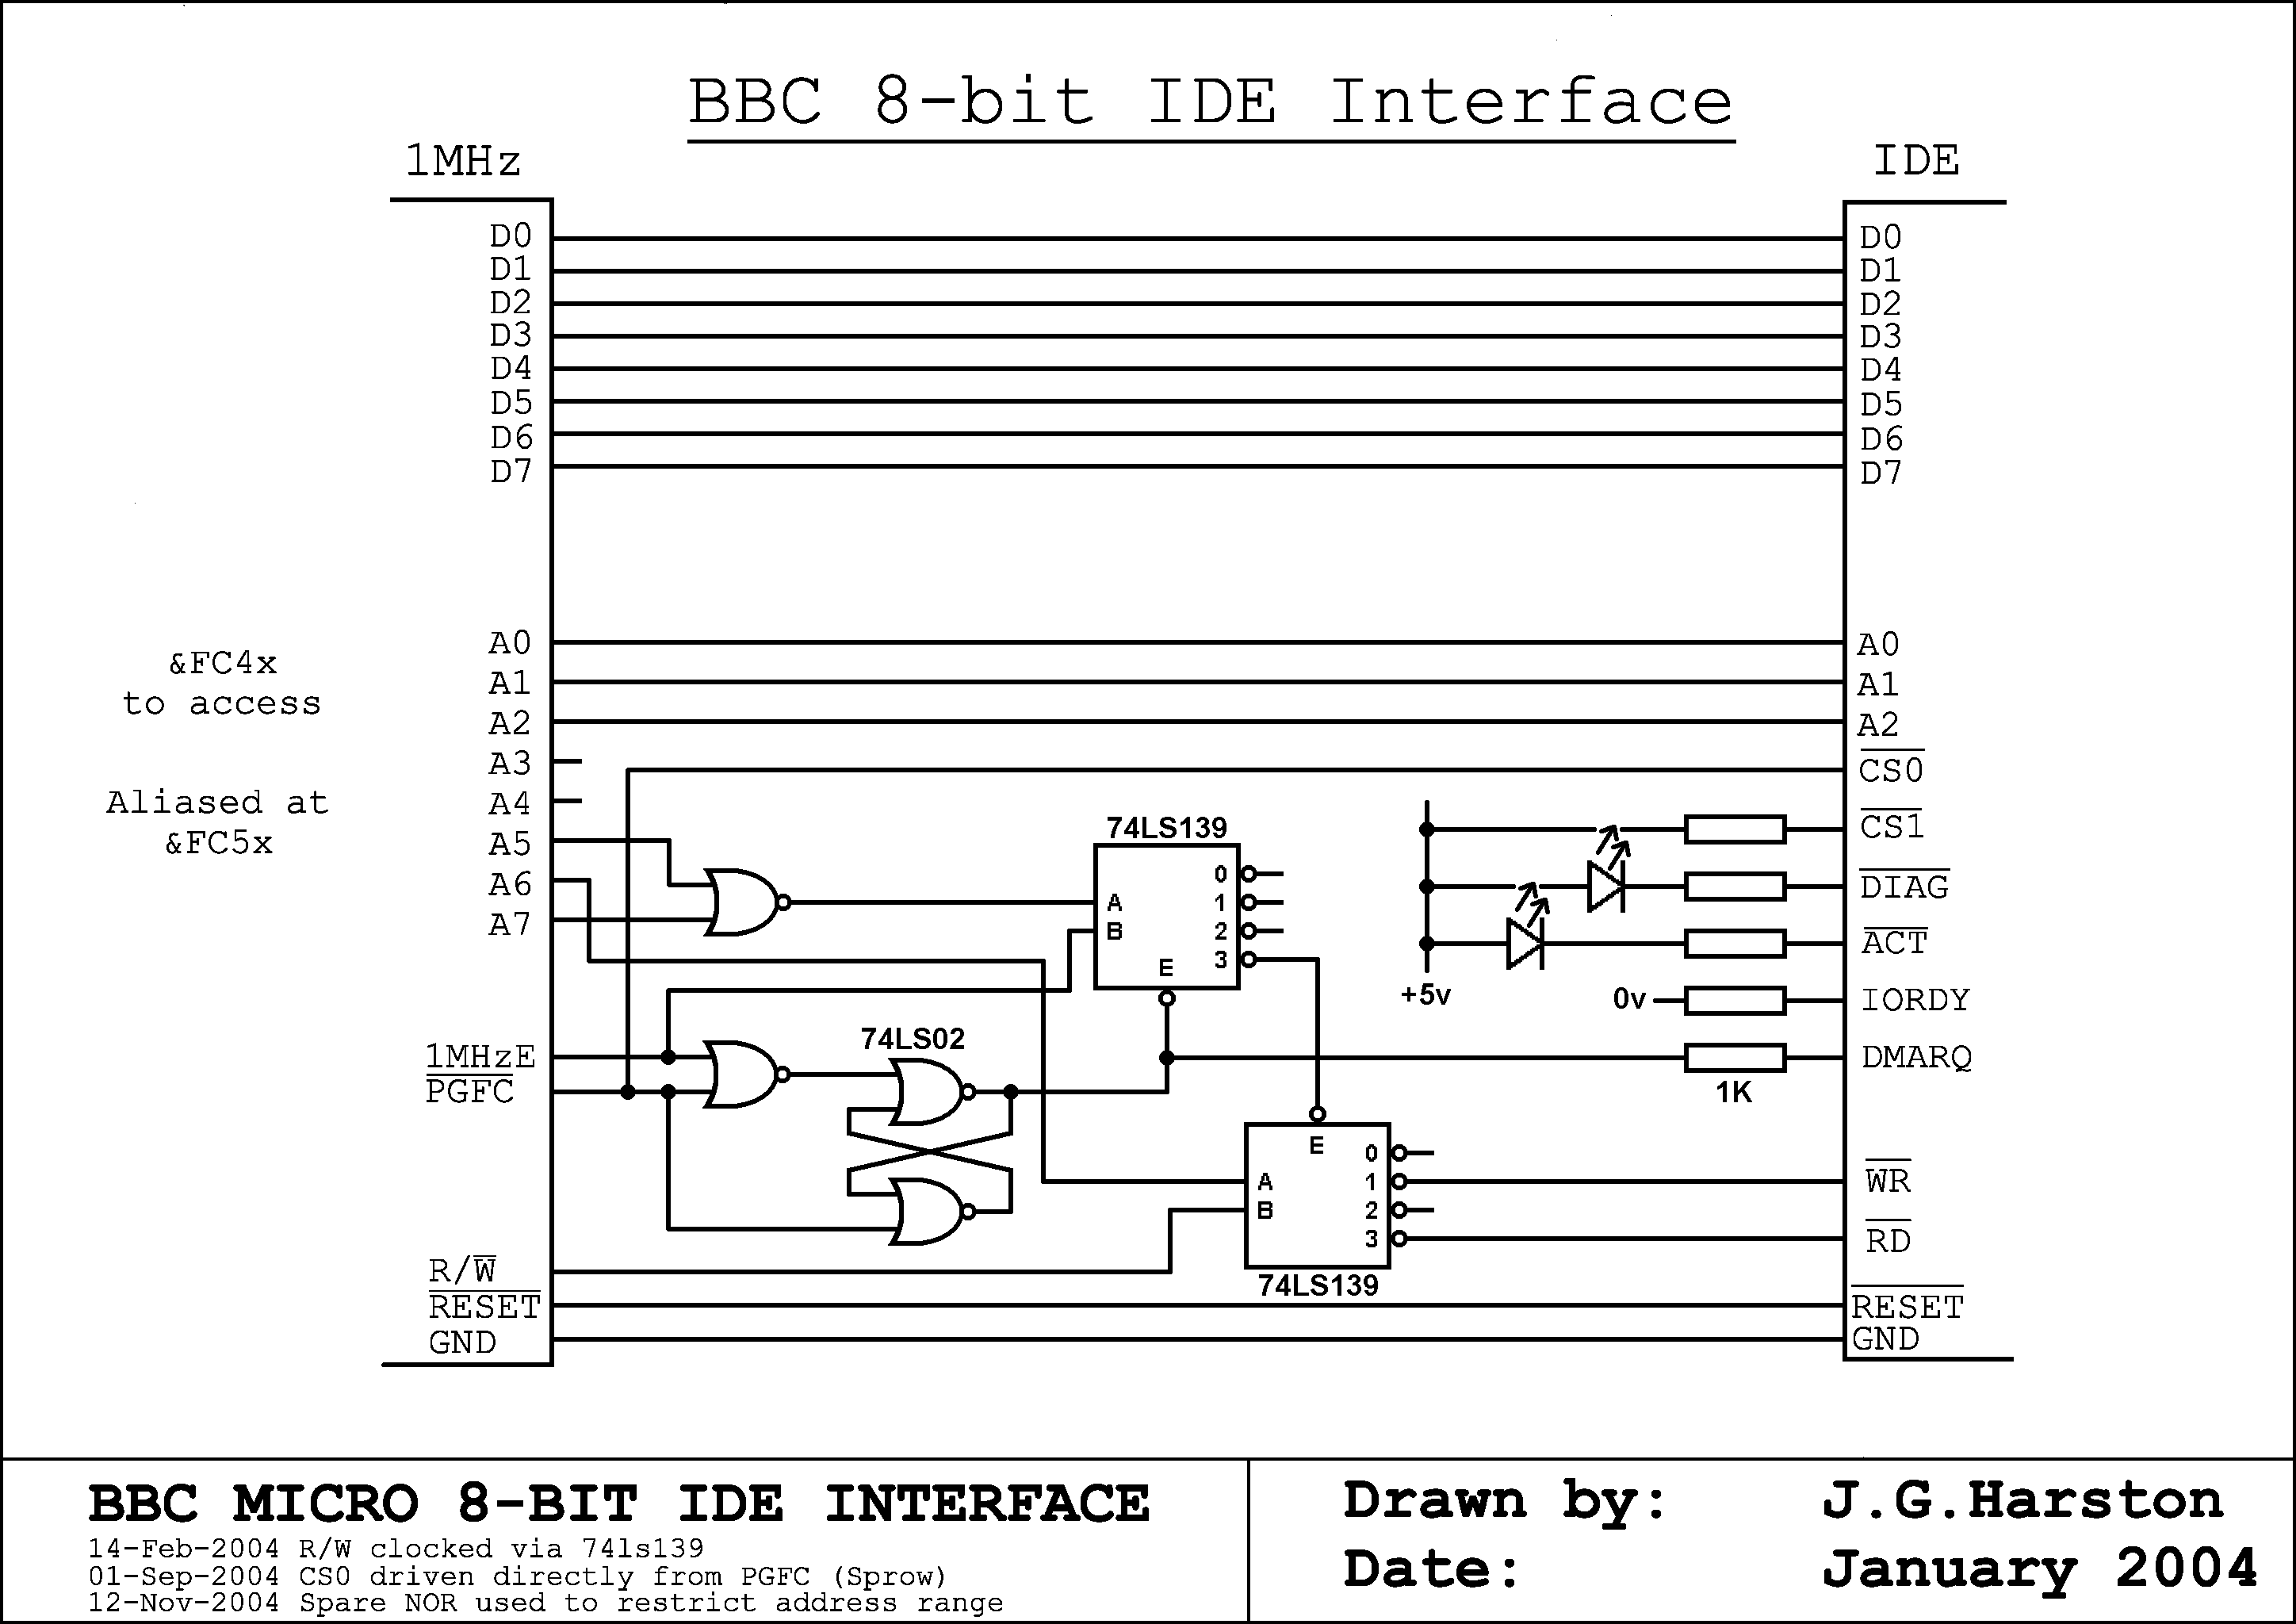 BBC 8-bit IDE Interface
1MHz
IDE
D0
D1
D2
D3
D4
D5
D6
D7
D0
D1
D2
D3
D4
D5
D6
D7
&FC4x
to access
Aliased at
&FC5x
A0
A1
A2
A3
A4
A5
A6
A7
1MHzE
PGFC
R/W
RESET
GND
74LS139
A
B
E
0
1
2
3
74LS02
E
A
B
0
1
2
3
74LS139
+5v
0v
1K
A0
A1
A2
CS0
CS1
DIAG
ACT
IORDY
DMARQ
WR
RD
RESET
GND
BBC MICRO 8-BIT IDE INTERFACE
14-Feb-2004 R/W clocked via 74ls139
01-Sep-2004 CS0 driven directly from PGFC (Sprow)
12-Nov-2004 Spare NOR used to restrict address range
Drawn by: J.G.Harston
Date: January 2004